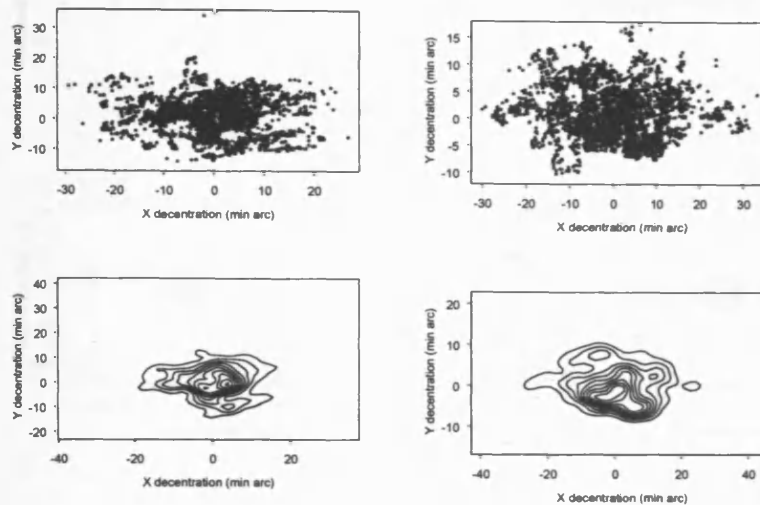 Y decentration (min arc)
30
20
10
0
-10
-30 -20 -10 0 10 20
X decentration (min arc)
Y decentration (min arc)
15
10
5
0
-5
-10
-30 -20 -10 0 10 20 30
X decentration (min arc)
Y decentration (min arc)
40
30
20
10
0
-10
-20
-40 -20 0 20
X decentration (min arc)
Y decentration (min arc)
20
10
0
-10
-40 -20 0 20 40
X decentration (min arc)